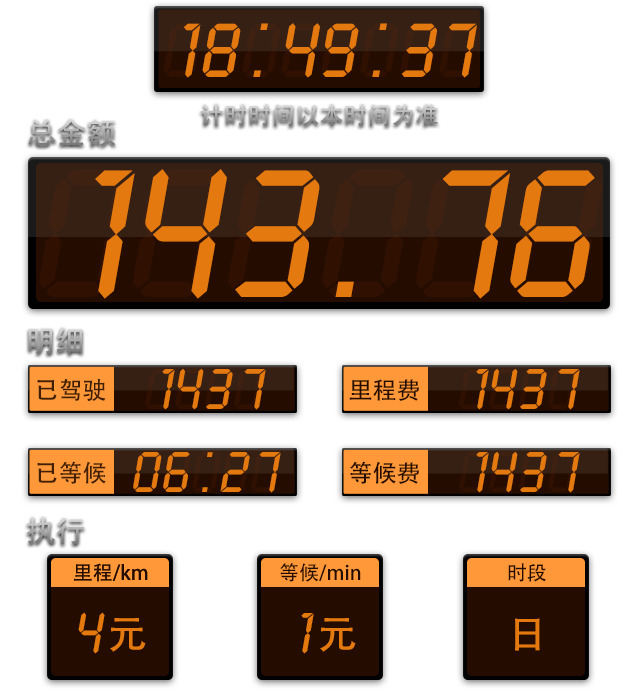 18:49:37
计时时间以本时间为准
总金额
143.76
明细
已驾驶 1437
里程费 1437
已等候 06:27
等候费 1437
执行
里程/km
4元
等候/min
1元
时段
日